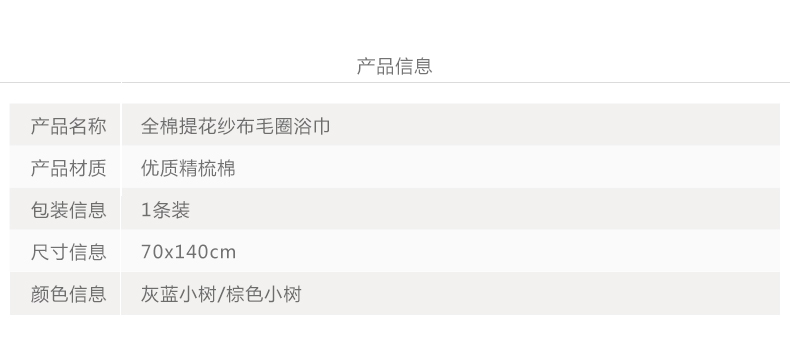 产品信息
产品名称 全棉提花纱布毛圈浴巾
产品材质 优质精梳棉
包装信息 1条装
尺寸信息 70x140cm
颜色信息 灰蓝小树/棕色小树